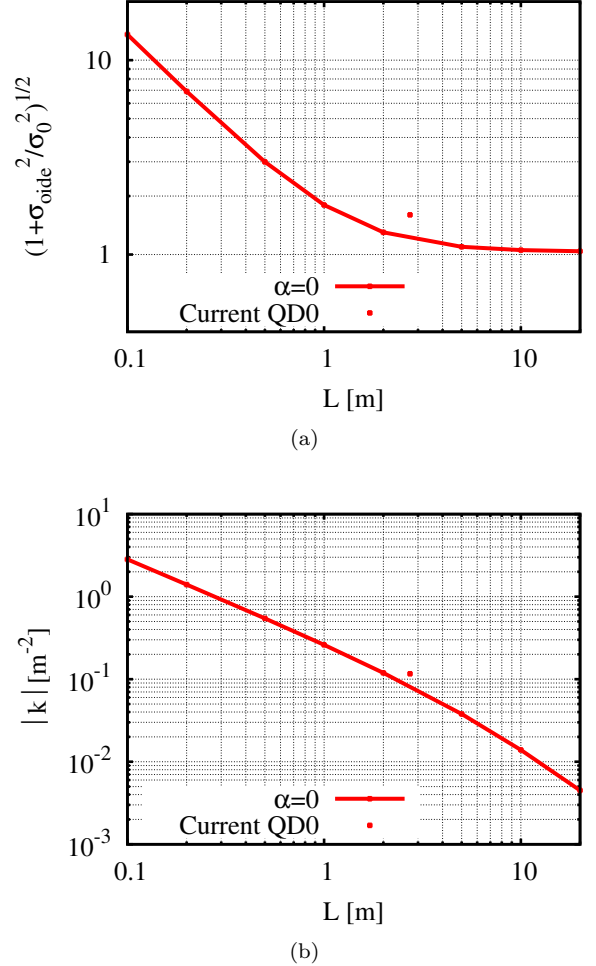 10
1
(1+σ_oide²/σ₀²)^1/2
α=0
Current QD0
0.1 1 10
L [m]
(a)
10¹
10⁰
10⁻¹
10⁻²
10⁻³
| k | [m⁻²]
α=0
Current QD0
0.1 1 10
L [m]
(b)